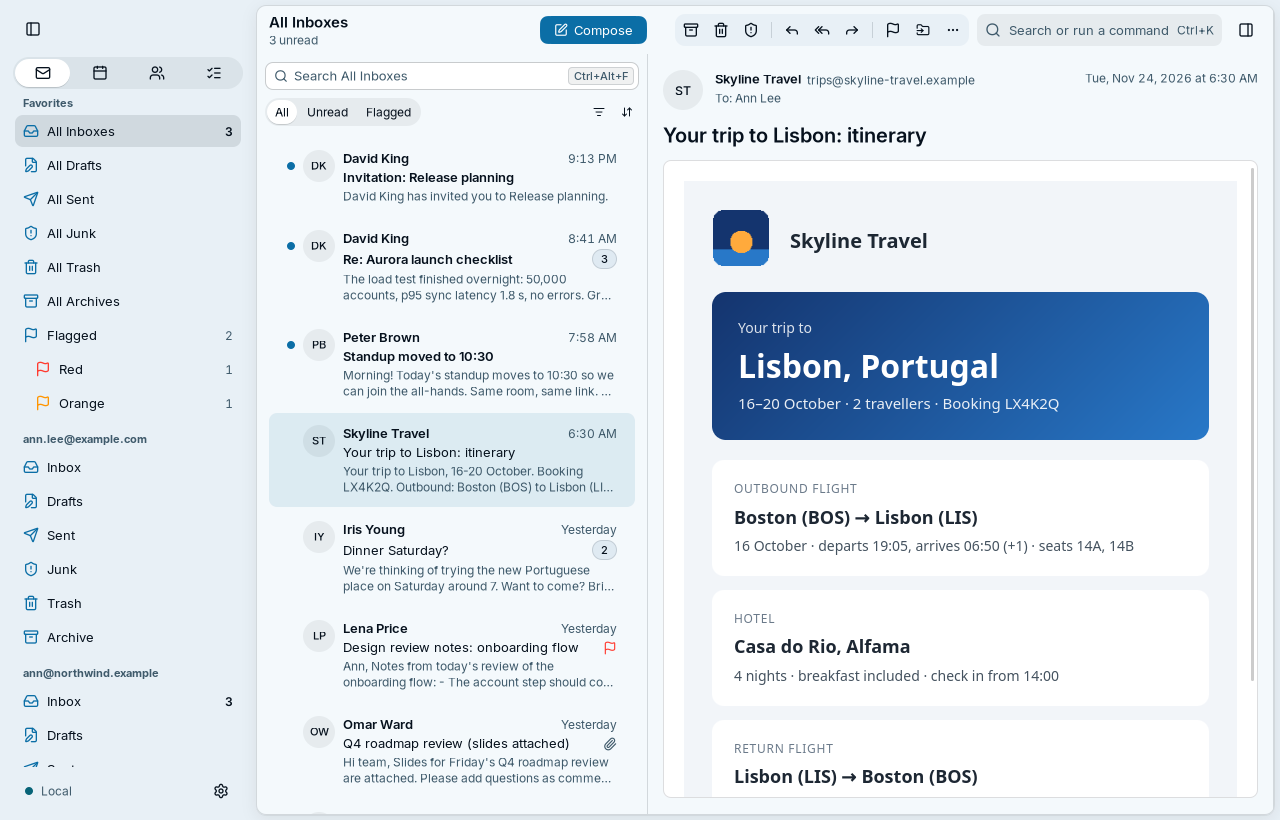 Favorites
All Inboxes 3
All Drafts
All Sent
All Junk
All Trash
All Archives
Flagged 2
Red 1
Orange 1
ann.lee@example.com
Inbox
Drafts
Sent
Junk
Trash
Archive
ann@northwind.example
Inbox 3
Drafts
Local
All Inboxes
3 unread
Compose
Search All Inboxes Ctrl+Alt+F
All Unread Flagged
DK
David King 9:13 PM
Invitation: Release planning
David King has invited you to Release planning.
DK
David King 8:41 AM
Re: Aurora launch checklist 3
The load test finished overnight: 50,000
accounts, p95 sync latency 1.8 s, no errors. Gr...
PB
Peter Brown 7:58 AM
Standup moved to 10:30
Morning! Today's standup moves to 10:30 so we
can join the all-hands. Same room, same link. ...
ST
Skyline Travel 6:30 AM
Your trip to Lisbon: itinerary
Your trip to Lisbon, 16-20 October. Booking
LX4K2Q. Outbound: Boston (BOS) to Lisbon (LI...
IY
Iris Young Yesterday
Dinner Saturday? 2
We're thinking of trying the new Portuguese
place on Saturday around 7. Want to come? Bri...
LP
Lena Price Yesterday
Design review notes: onboarding flow
Ann, Notes from today's review of the
onboarding flow: - The account step should co...
OW
Omar Ward Yesterday
Q4 roadmap review (slides attached)
Hi team, Slides for Friday's Q4 roadmap review
are attached. Please add questions as comme...
Search or run a command Ctrl+K
ST
Skyline Travel trips@skyline-travel.example Tue, Nov 24, 2026 at 6:30 AM
To: Ann Lee
Your trip to Lisbon: itinerary
Skyline Travel
Your trip to
Lisbon, Portugal
16–20 October · 2 travellers · Booking LX4K2Q
OUTBOUND FLIGHT
Boston (BOS) → Lisbon (LIS)
16 October · departs 19:05, arrives 06:50 (+1) · seats 14A, 14B
HOTEL
Casa do Rio, Alfama
4 nights · breakfast included · check in from 14:00
RETURN FLIGHT
Lisbon (LIS) → Boston (BOS)